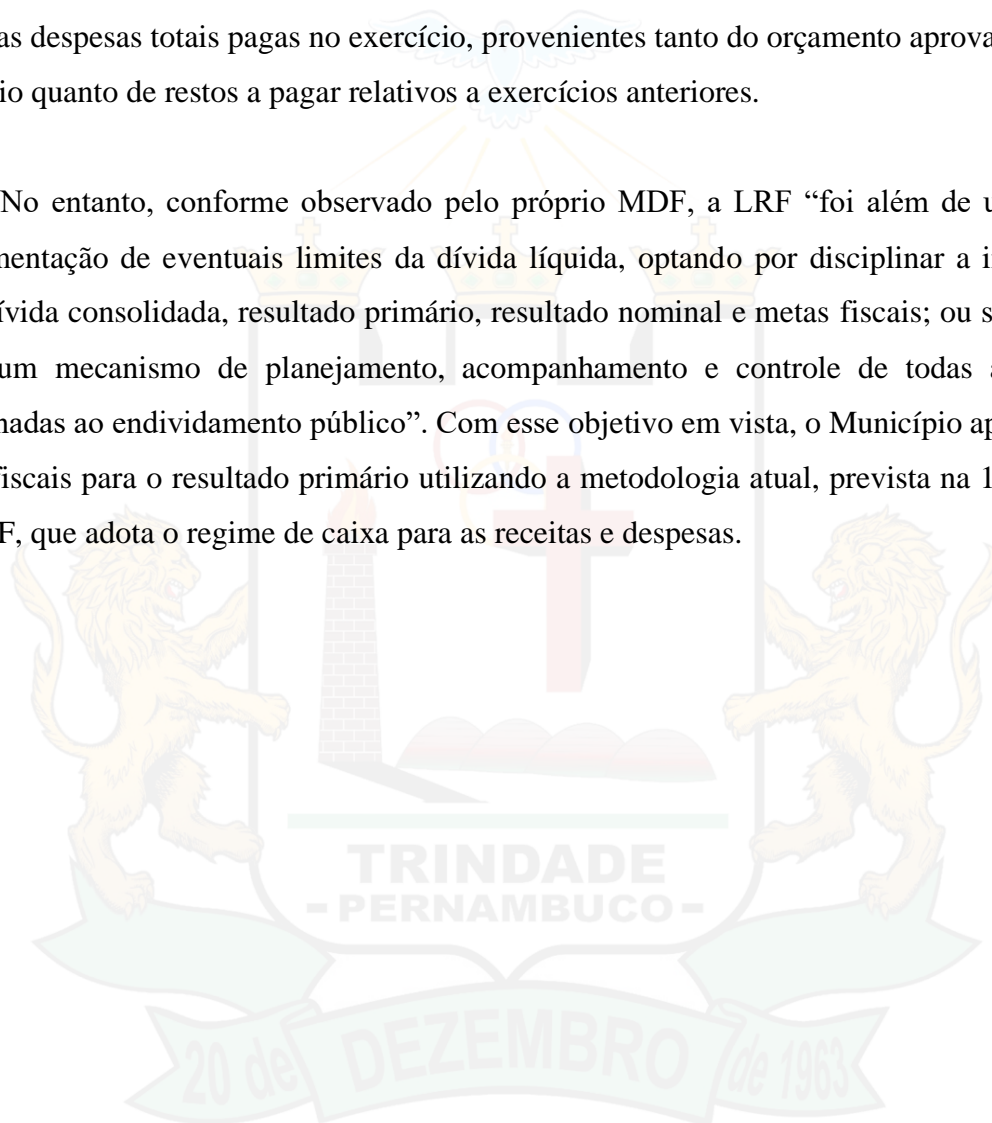 as despesas totais pagas no exercício, provenientes tanto do orçamento aprova
io quanto de restos a pagar relativos a exercícios anteriores.
No entanto, conforme observado pelo próprio MDF, a LRF “foi além de u
mentação de eventuais limites da dívida líquida, optando por disciplinar a i
ívida consolidada, resultado primário, resultado nominal e metas fiscais; ou s
um mecanismo de planejamento, acompanhamento e controle de todas a
nadas ao endividamento público”. Com esse objetivo em vista, o Município ap
fiscais para o resultado primário utilizando a metodologia atual, prevista na 1
F, que adota o regime de caixa para as receitas e despesas.
TRINDADE
- PERNAMBUCO -
20 de DEZEMBRO de 1963